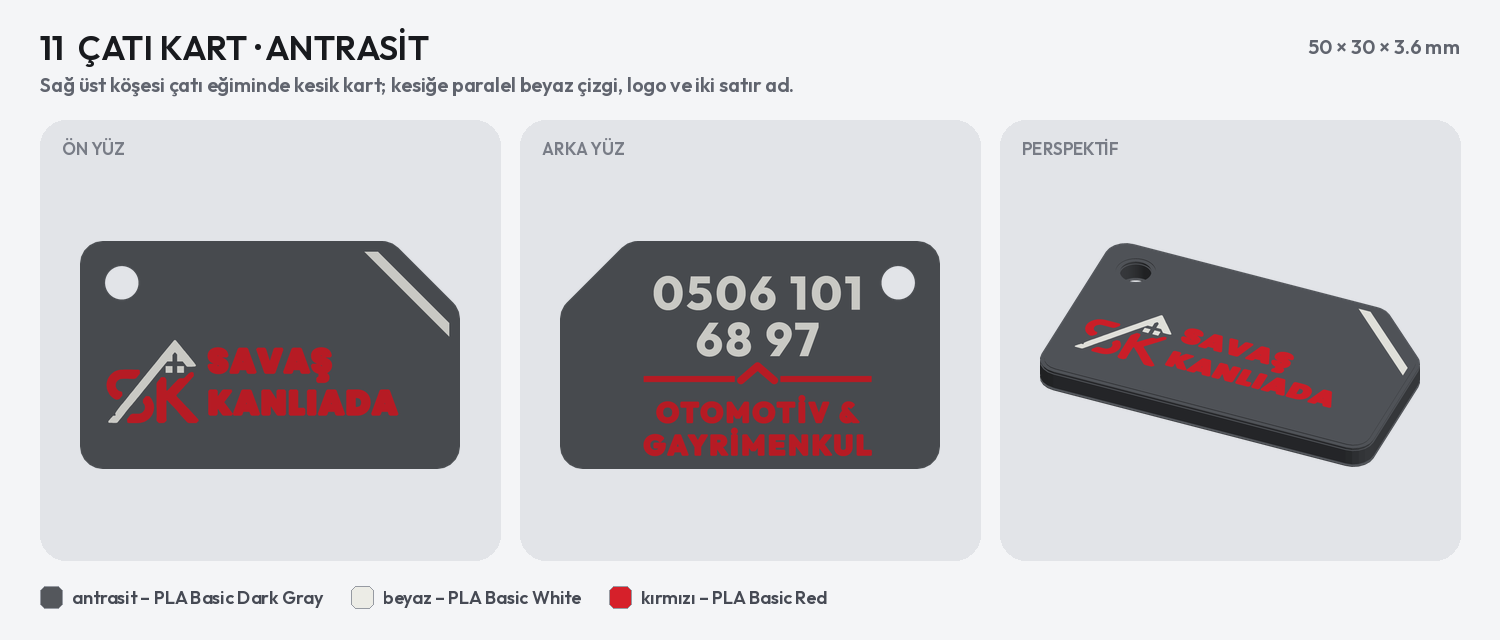 11 ÇATI KART · ANTRASİT
50 × 30 × 3.6 mm
Sağ üst köşesi çatı eğiminde kesik kart; kesiğe paralel beyaz çizgi, logo ve iki satır ad.
ÖN YÜZ
SK
SAVAŞ
KANLIADA
ARKA YÜZ
0506 101
68 97
OTOMOTİV &
GAYRİMENKUL
PERSPEKTİF
SK
SAVAŞ
KANLIADA
antrasit – PLA Basic Dark Gray
beyaz – PLA Basic White
kırmızı – PLA Basic Red